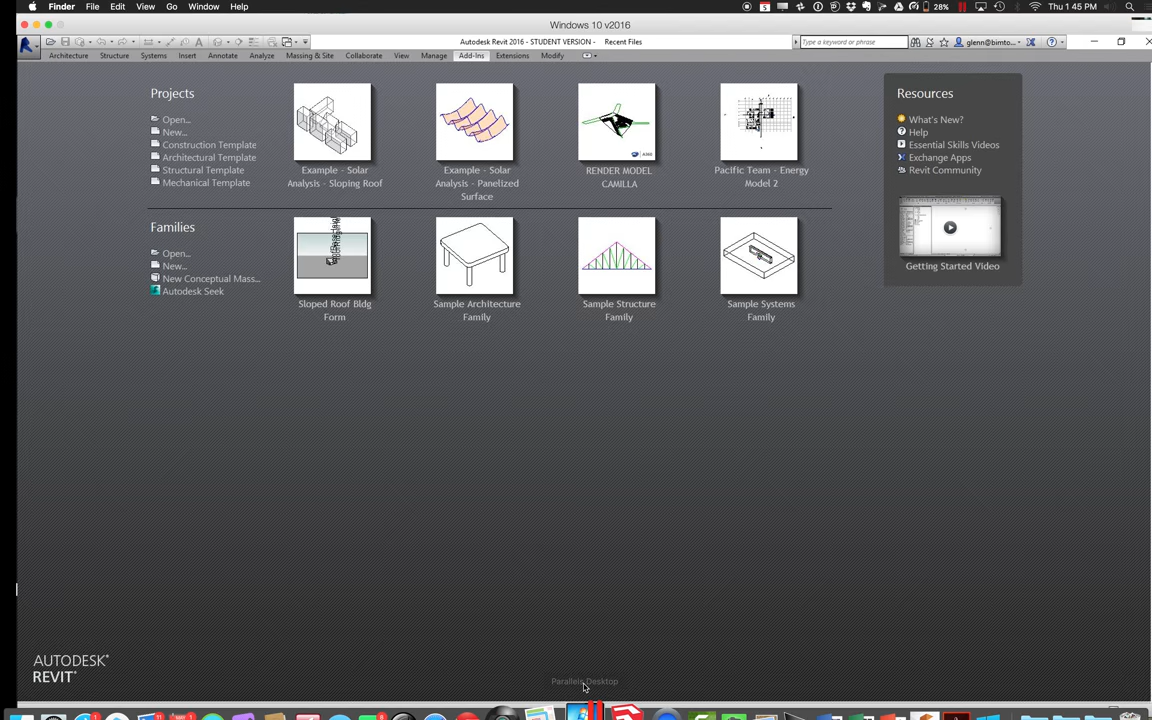 Finder File Edit View Go Window Help 28% Thu 1:45 PM
Windows 10 v2016
Autodesk Revit 2016 - STUDENT VERSION - Recent Files Type a keyword or phrase glenn@bimto...
Architecture Structure Systems Insert Annotate Analyze Massing & Site Collaborate View Manage Add-Ins Extensions Modify
Projects
Open...
New...
Construction Template
Architectural Template
Structural Template
Mechanical Template
Example - Solar
Analysis - Sloping Roof
Example - Solar
Analysis - Panelized
Surface
RENDER MODEL
CAMILLA
Pacific Team - Energy
Model 2
Families
Open...
New...
New Conceptual Mass...
Autodesk Seek
Sloped Roof Bldg
Form
Sample Architecture
Family
Sample Structure
Family
Sample Systems
Family
Resources
What's New?
Help
Essential Skills Videos
Exchange Apps
Revit Community
Getting Started Video
AUTODESK®
REVIT®
Parallels Desktop